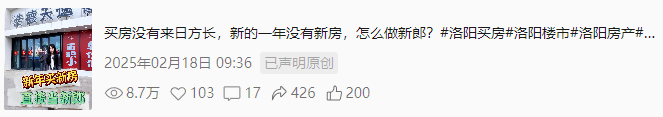 新年买新房
直接当新郎
买房没有来日方长，新的一年没有新房，怎么做新郎？#洛阳买房#洛阳楼市#洛阳房产#...
2025年02月18日 09:36 已声明原创
8.7万 103 17 426 200